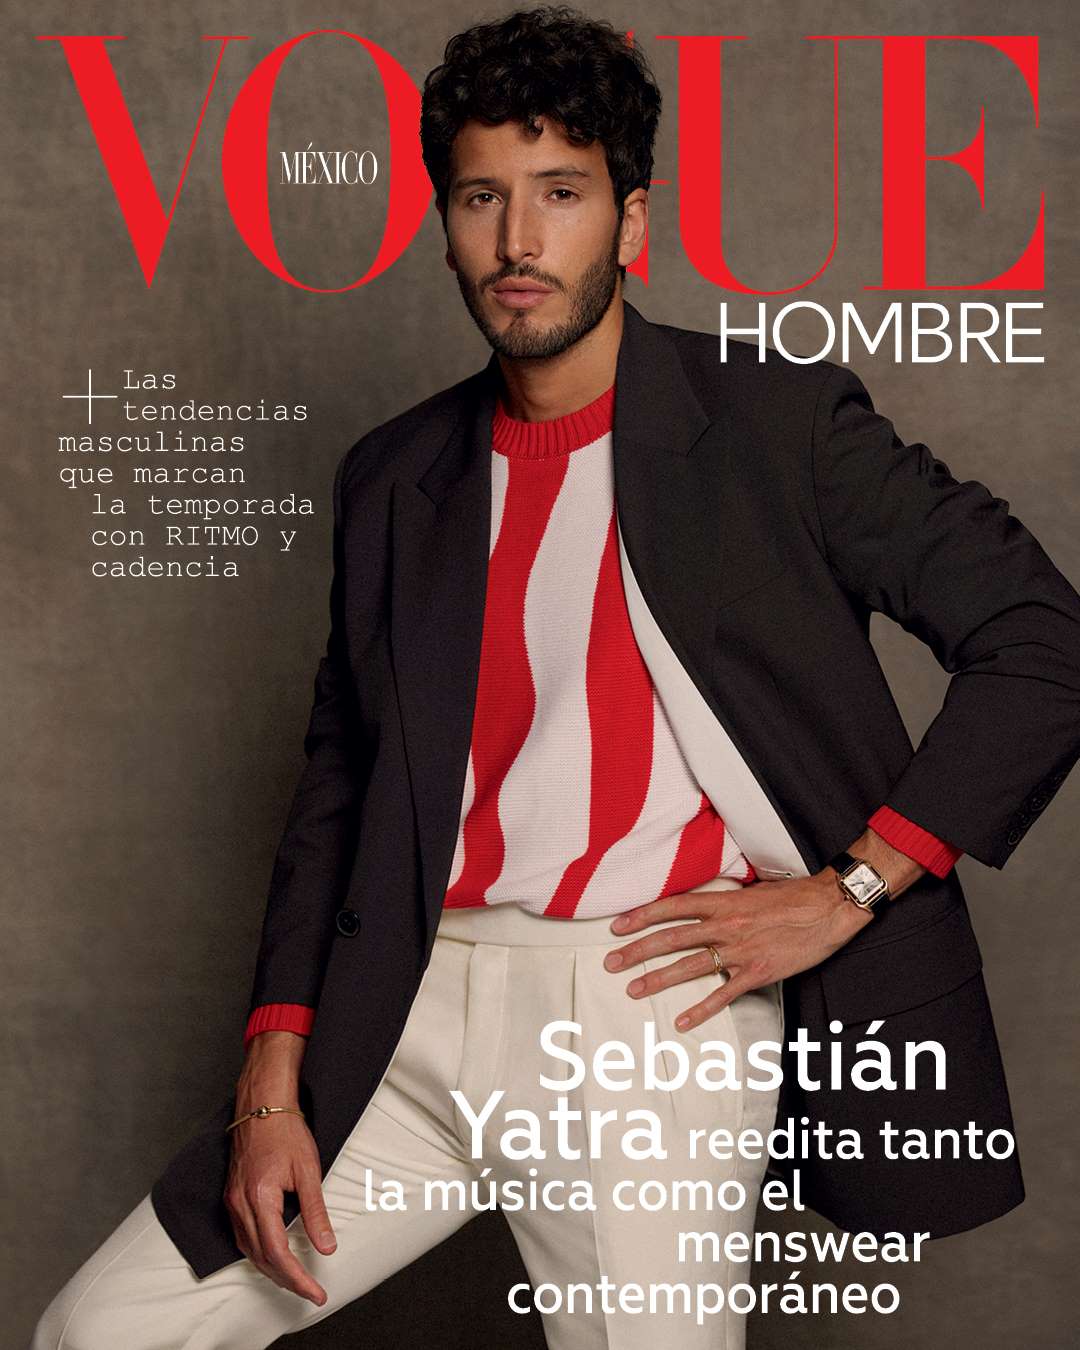 VOGUE
MÉXICO
HOMBRE
+ Las
tendencias
masculinas
que marcan
la temporada
con RITMO y
cadencia
Sebastián
Yatra reedita tanto
la música como el
menswear
contemporáneo